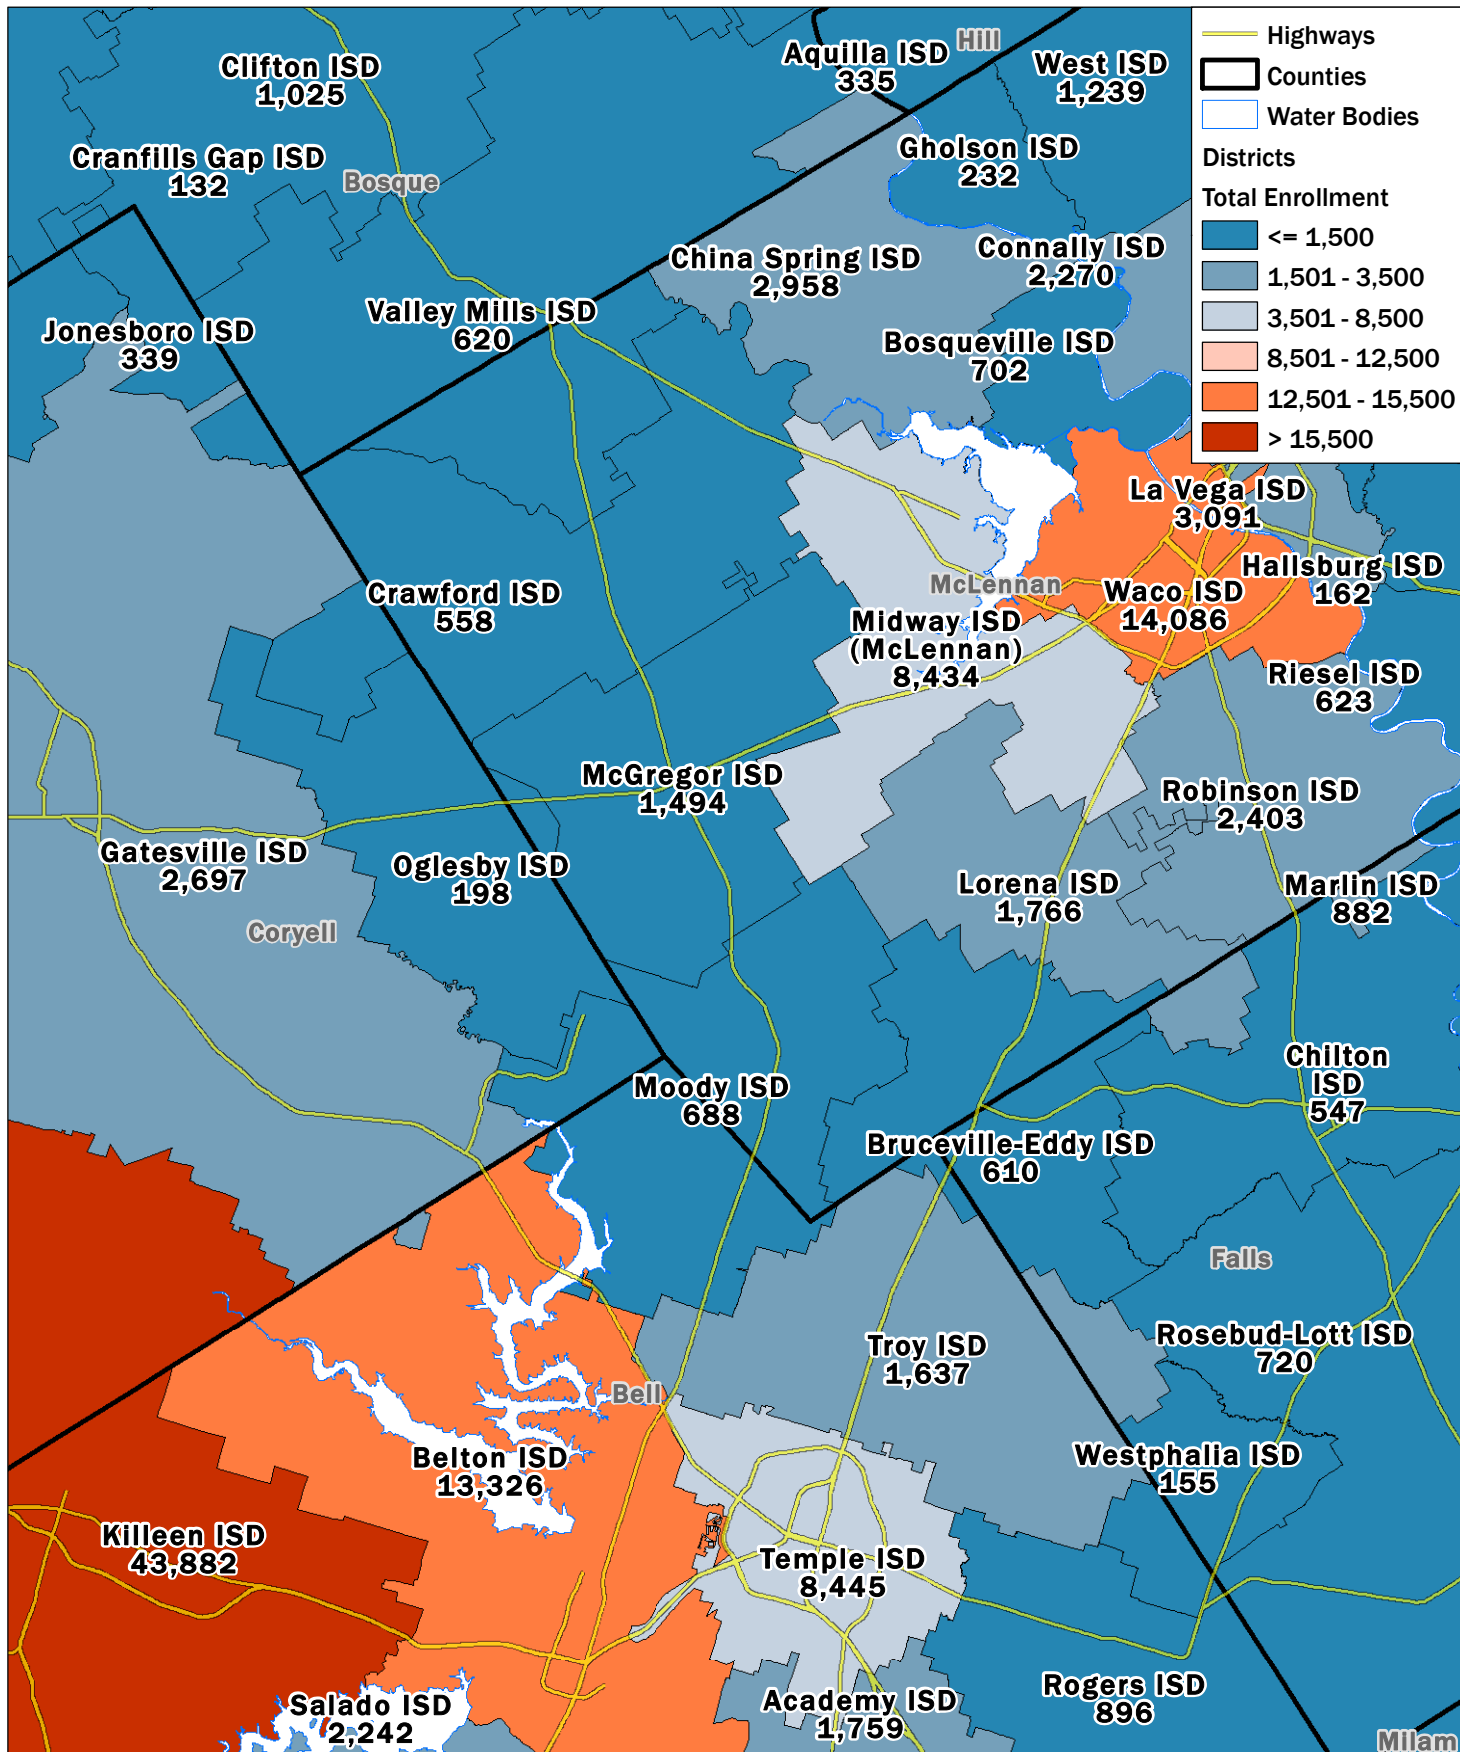 Clifton ISD
1,025
Aquilla ISD
335
Hill
West ISD
1,239
Cranfills Gap ISD
132
Bosque
Gholson ISD
232
China Spring ISD
2,958
Connally ISD
2,270
Jonesboro ISD
339
Valley Mills ISD
620
Bosqueville ISD
702
Highways
Counties
Water Bodies
Districts
Total Enrollment
<= 1,500
1,501 - 3,500
3,501 - 8,500
8,501 - 12,500
12,501 - 15,500
> 15,500
La Vega ISD
3,091
Hallsburg ISD
162
Crawford ISD
558
McLennan
Waco ISD
14,086
Midway ISD
(McLennan)
8,434
Riesel ISD
623
McGregor ISD
1,494
Robinson ISD
2,403
Gatesville ISD
2,697
Oglesby ISD
198
Lorena ISD
1,766
Marlin ISD
882
Coryell
Chilton
ISD
547
Moody ISD
688
Bruceville-Eddy ISD
610
Falls
Troy ISD
1,637
Rosebud-Lott ISD
720
Bell
Belton ISD
13,326
Westphalia ISD
155
Killeen ISD
43,882
Temple ISD
8,445
Salado ISD
2,242
Academy ISD
1,759
Rogers ISD
896
Milam